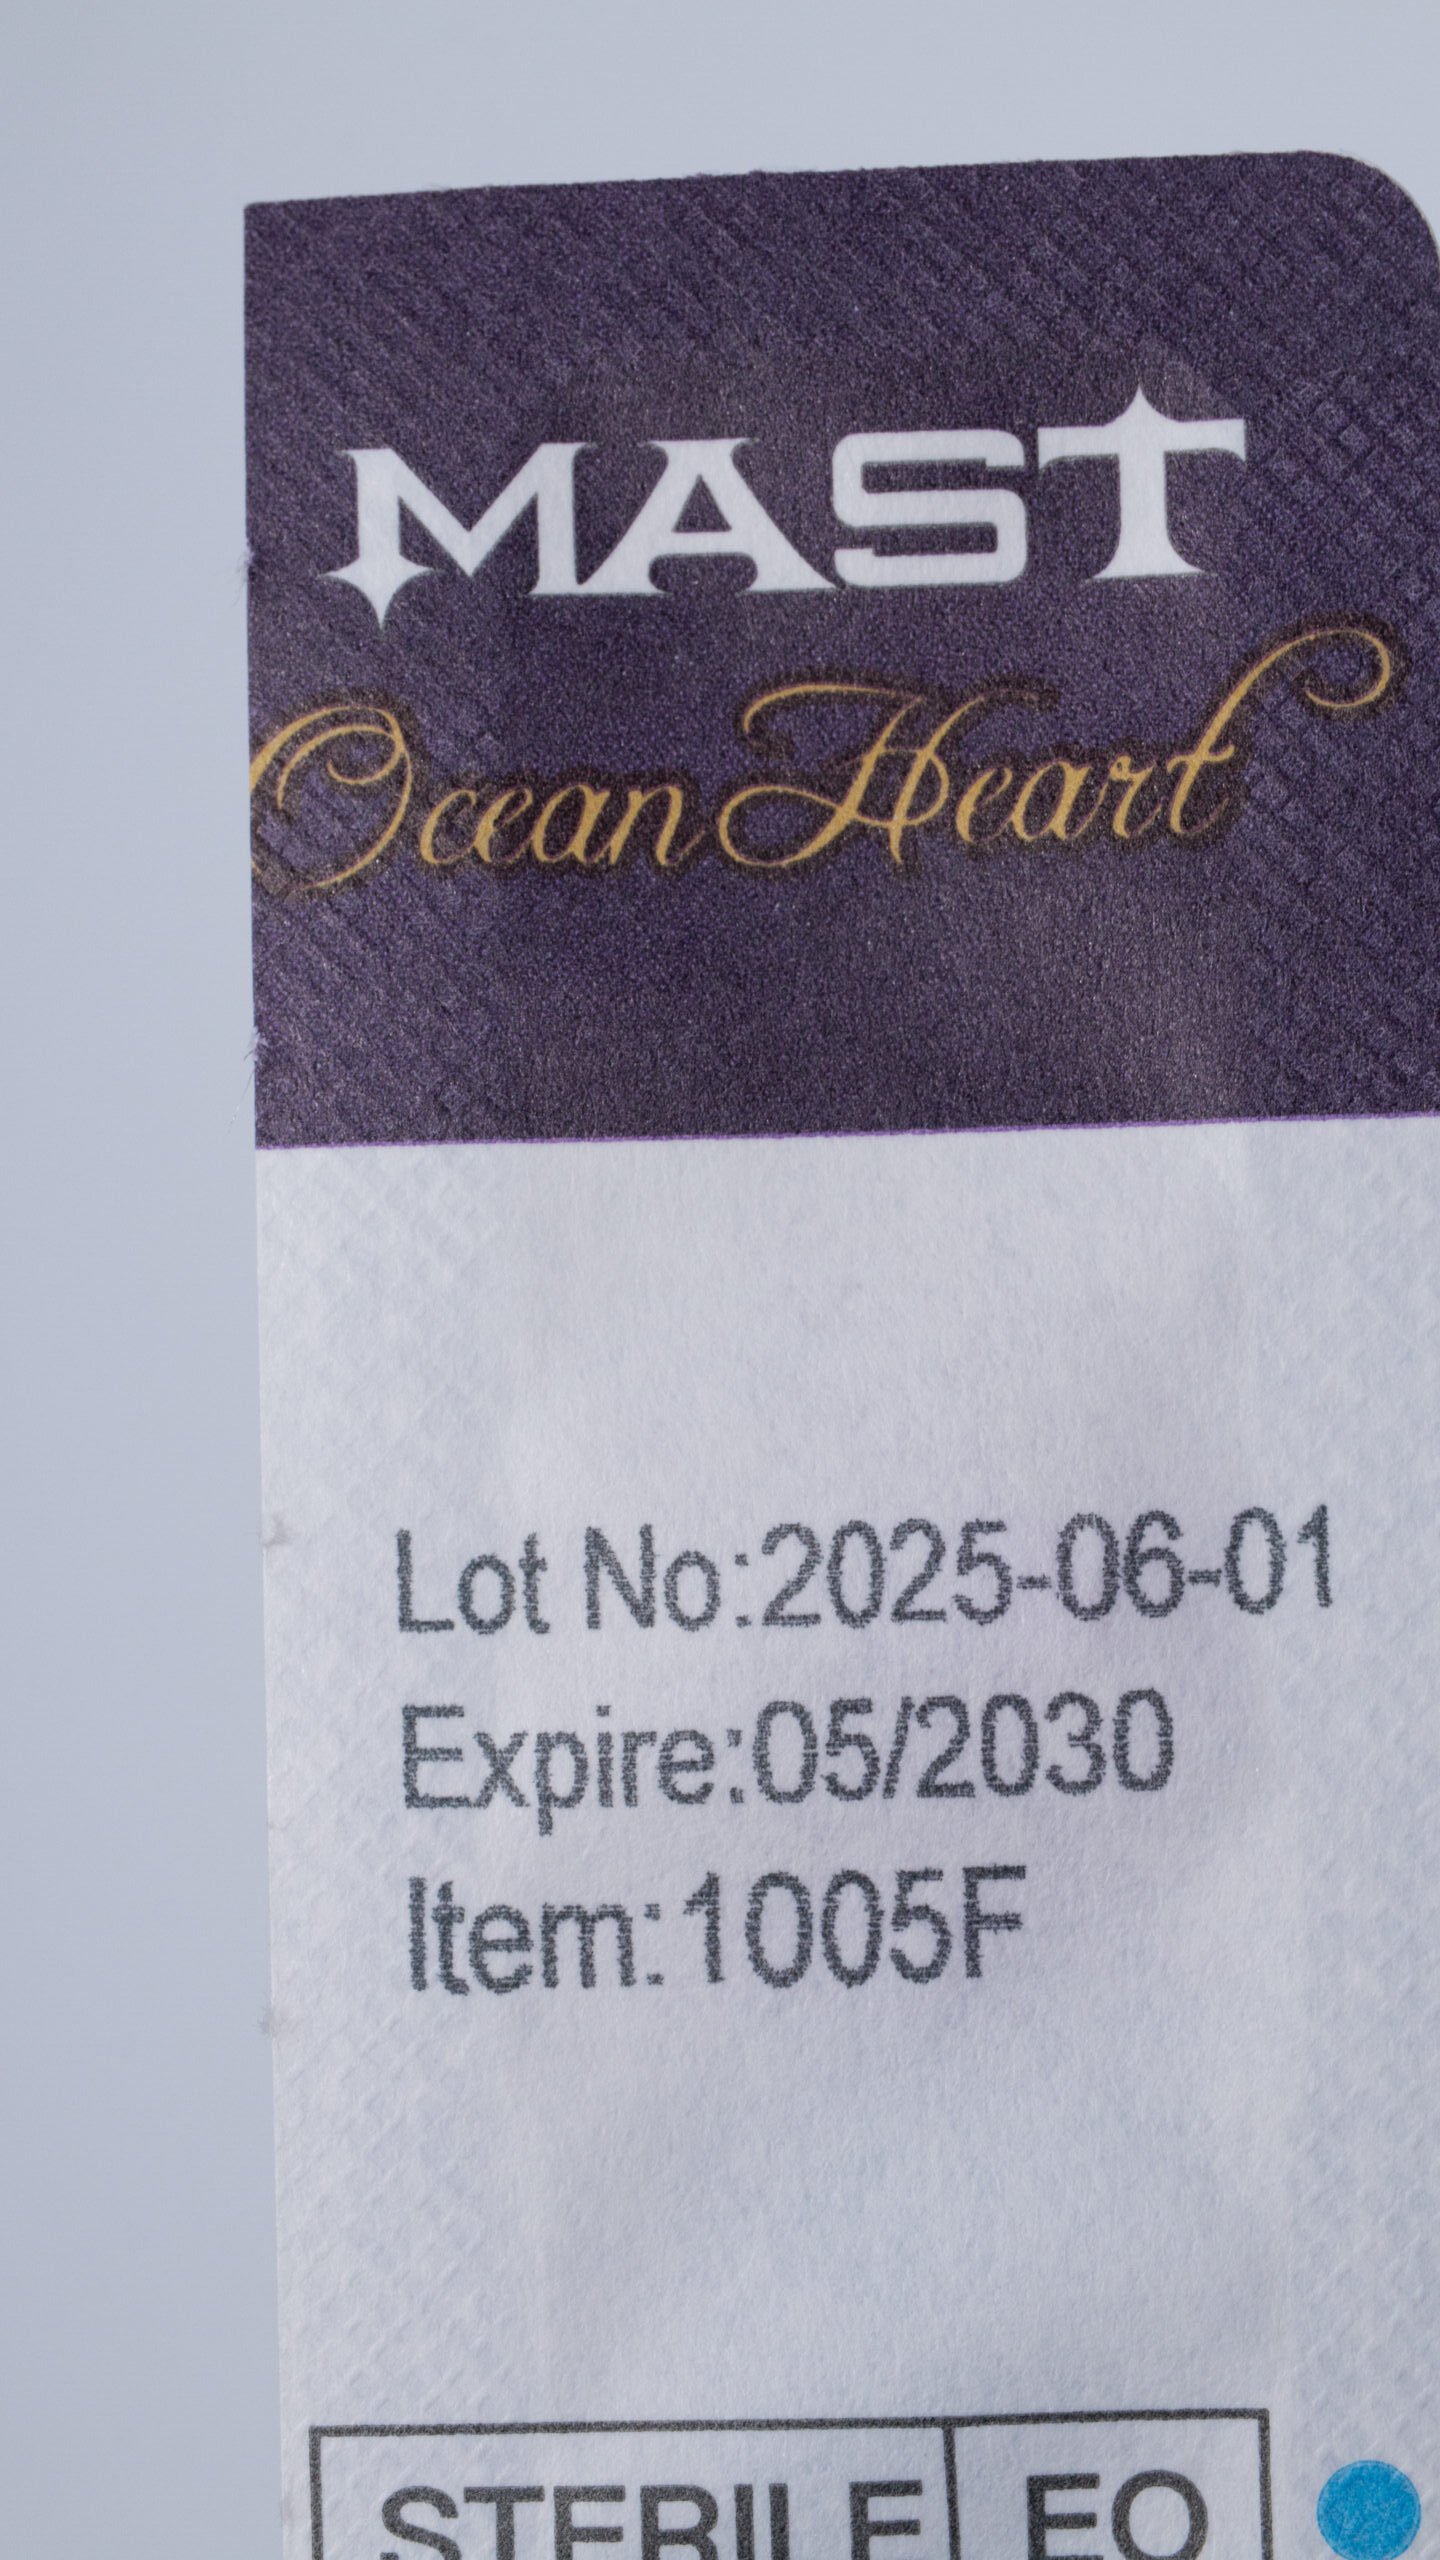 MAST
Ocean Heart
Lot No:2025-06-01
Expire:05/2030
Item:1005F
STERILE EO